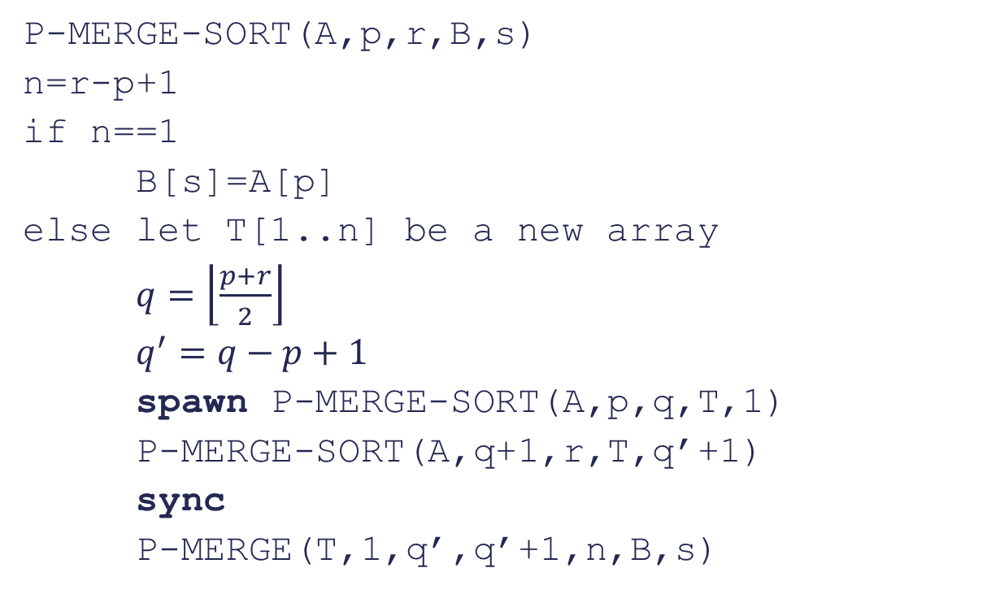 P-MERGE-SORT(A,p,r,B,s)
n=r-p+1
if n==1
B[s]=A[p]
else let T[1..n] be a new array
q = ⌊(p+r)/2⌋
q′ = q − p + 1
spawn P-MERGE-SORT(A,p,q,T,1)
P-MERGE-SORT(A,q+1,r,T,q′+1)
sync
P-MERGE(T,1,q′,q′+1,n,B,s)